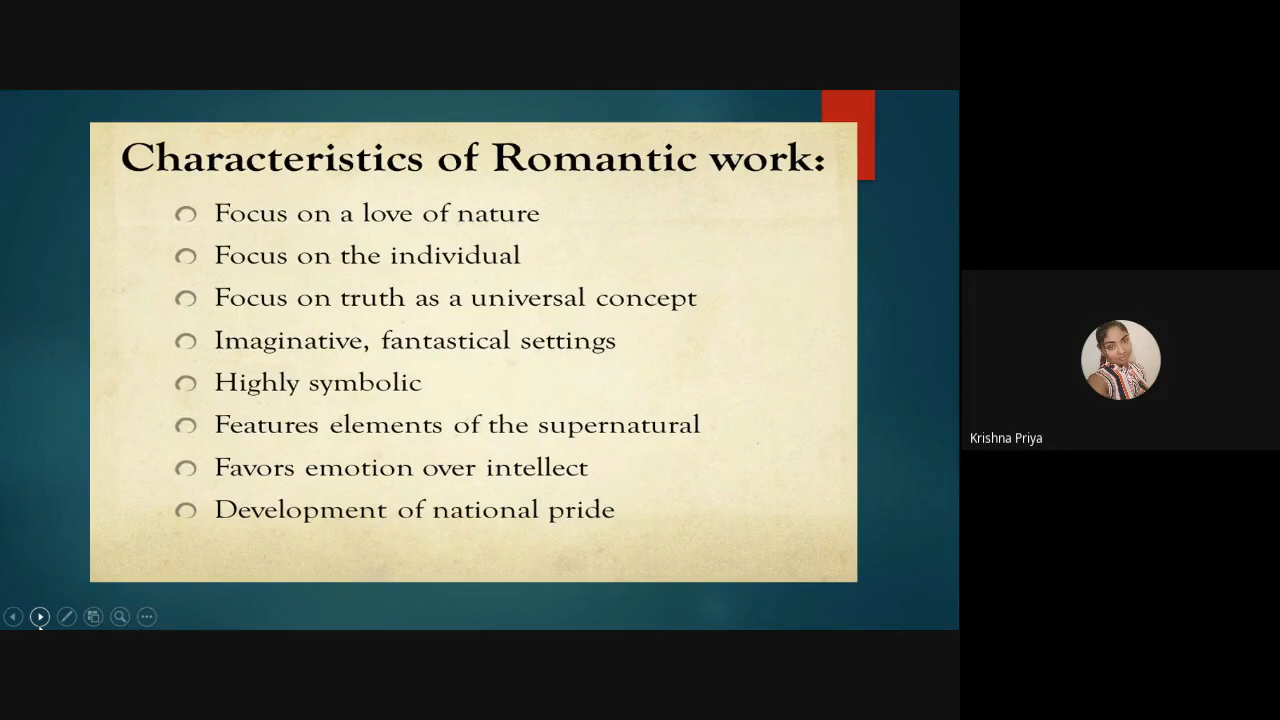 Characteristics of Romantic work:
Focus on a love of nature
Focus on the individual
Focus on truth as a universal concept
Imaginative, fantastical settings
Highly symbolic
Features elements of the supernatural
Favors emotion over intellect
Development of national pride
Krishna Priya